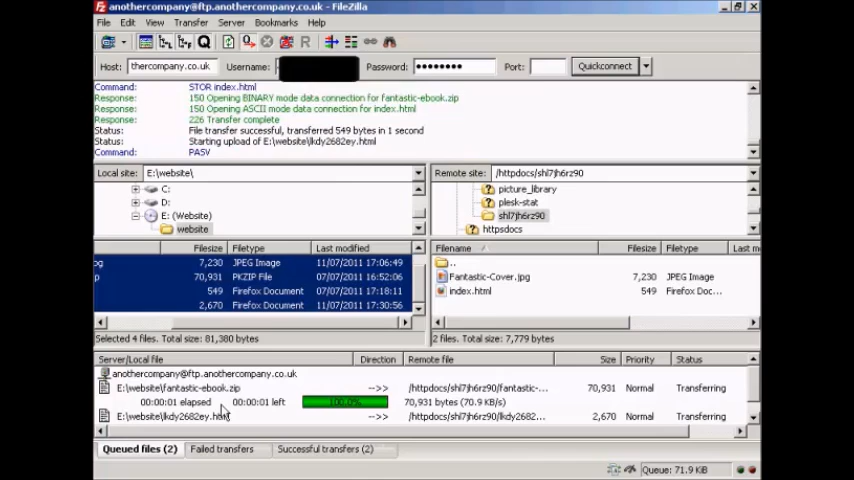 anothercompany@ftp.anothercompany.co.uk - FileZilla
File Edit View Transfer Server Bookmarks Help
Host: thercompany.co.uk Username: Password: •••••••• Port: Quickconnect
Command: STOR index.html
Response: 150 Opening BINARY mode data connection for fantastic-ebook.zip
Response: 150 Opening ASCII mode data connection for index.html
Response: 226 Transfer complete
Status: File transfer successful, transferred 549 bytes in 1 second
Status: Starting upload of E:\website\lkdy2682ey.html
Command: PASV
Local site: E:\website\
C:
D:
E: (Website)
website
Remote site: /httpdocs/shl7jh6rz90
picture_library
plesk-stat
shl7jh6rz90
httpsdocs
Filesize Filetype Last modified
pg 7,230 JPEG Image 11/07/2011 17:06:49
p 70,931 PKZIP File 07/07/2011 16:52:06
549 Firefox Document 11/07/2011 17:18:11
2,670 Firefox Document 11/07/2011 17:30:56
Selected 4 files. Total size: 81,380 bytes
Filename Filesize Filetype Last m
..
Fantastic-Cover.jpg 7,230 JPEG Image
index.html 549 Firefox Doc...
2 files. Total size: 7,779 bytes
Server/Local file Direction Remote file Size Priority Status
anothercompany@ftp.anothercompany.co.uk
E:\website\fantastic-ebook.zip -->> /httpdocs/shl7jh6rz90/fantastic-... 70,931 Normal Transferring
00:00:01 elapsed 00:00:01 left 100.0% 70,931 bytes (70.9 KB/s)
E:\website\lkdy2682ey.html -->> /httpdocs/shl7jh6rz90/lkdy2682... 2,670 Normal Transferring
Queued files (2) Failed transfers Successful transfers (2)
Queue: 71.9 KiB